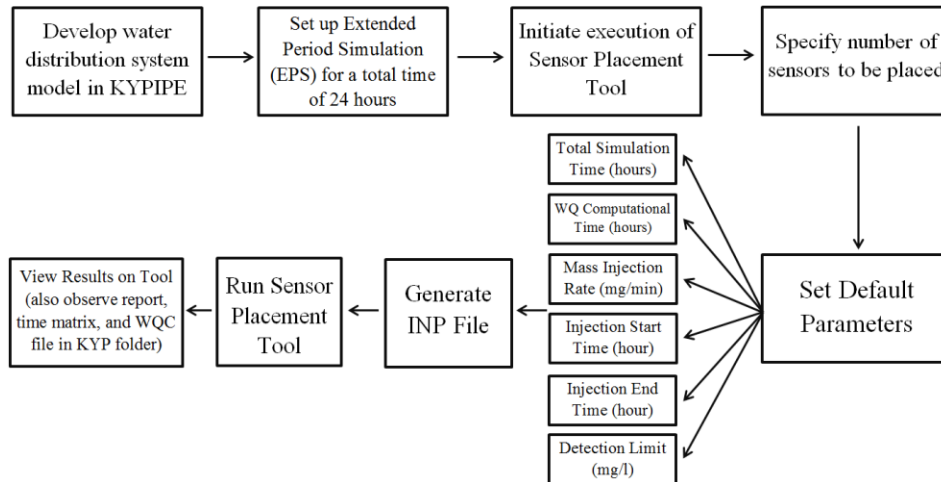 Develop water
distribution system
model in KYPIPE
Set up Extended
Period Simulation
(EPS) for a total time
of 24 hours
Initiate execution of
Sensor Placement
Tool
Specify number of
sensors to be placed
Total Simulation
Time (hours)
WQ Computational
Time (hours)
Mass Injection
Rate (mg/min)
Injection Start
Time (hour)
Injection End
Time (hour)
Detection Limit
(mg/l)
Set Default
Parameters
Generate
INP File
Run Sensor
Placement
Tool
View Results on Tool
(also observe report,
time matrix, and WQC
file in KYP folder)